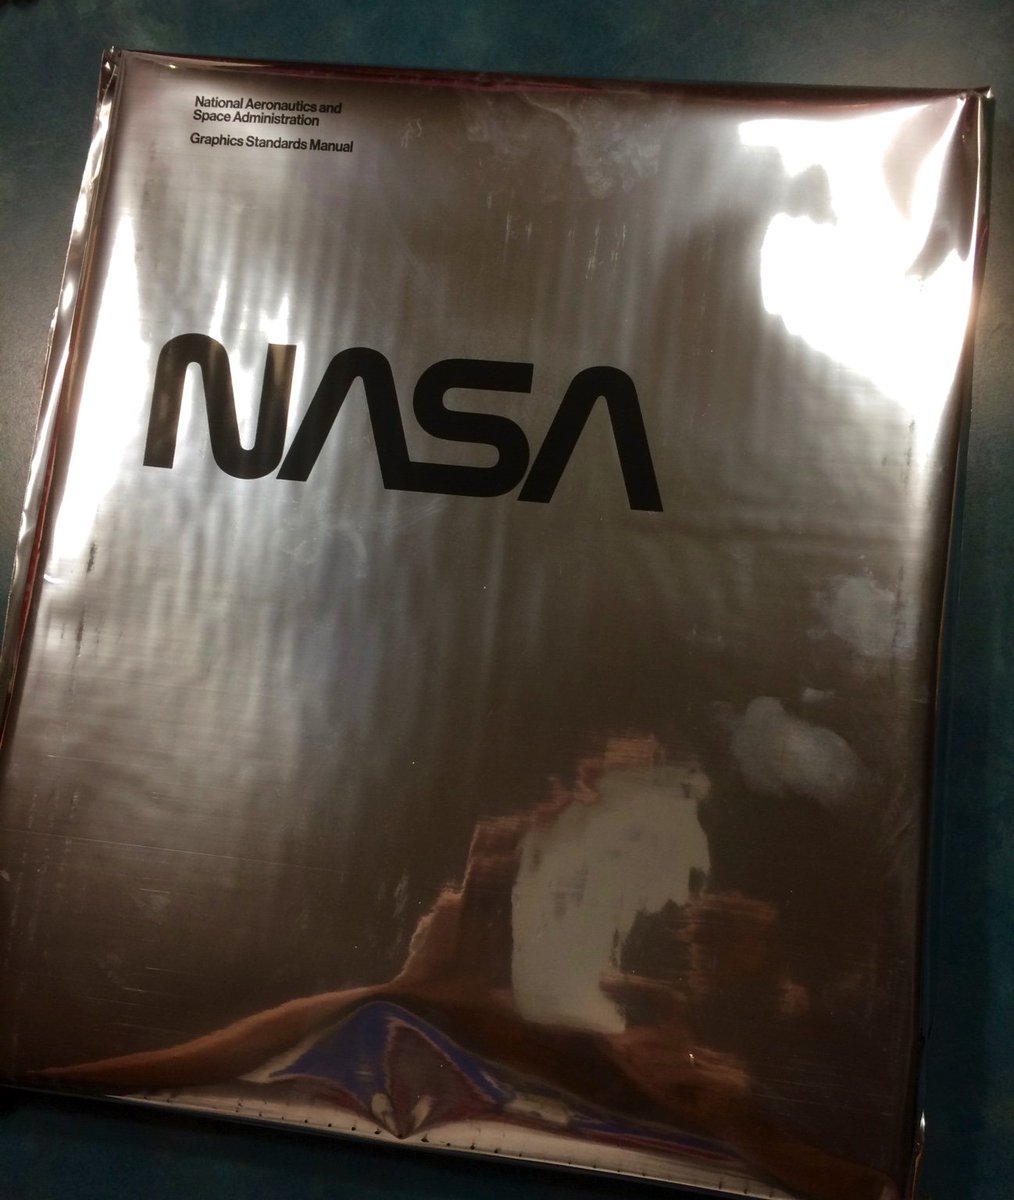 National Aeronautics and
Space Administration
Graphics Standards Manual
NASA